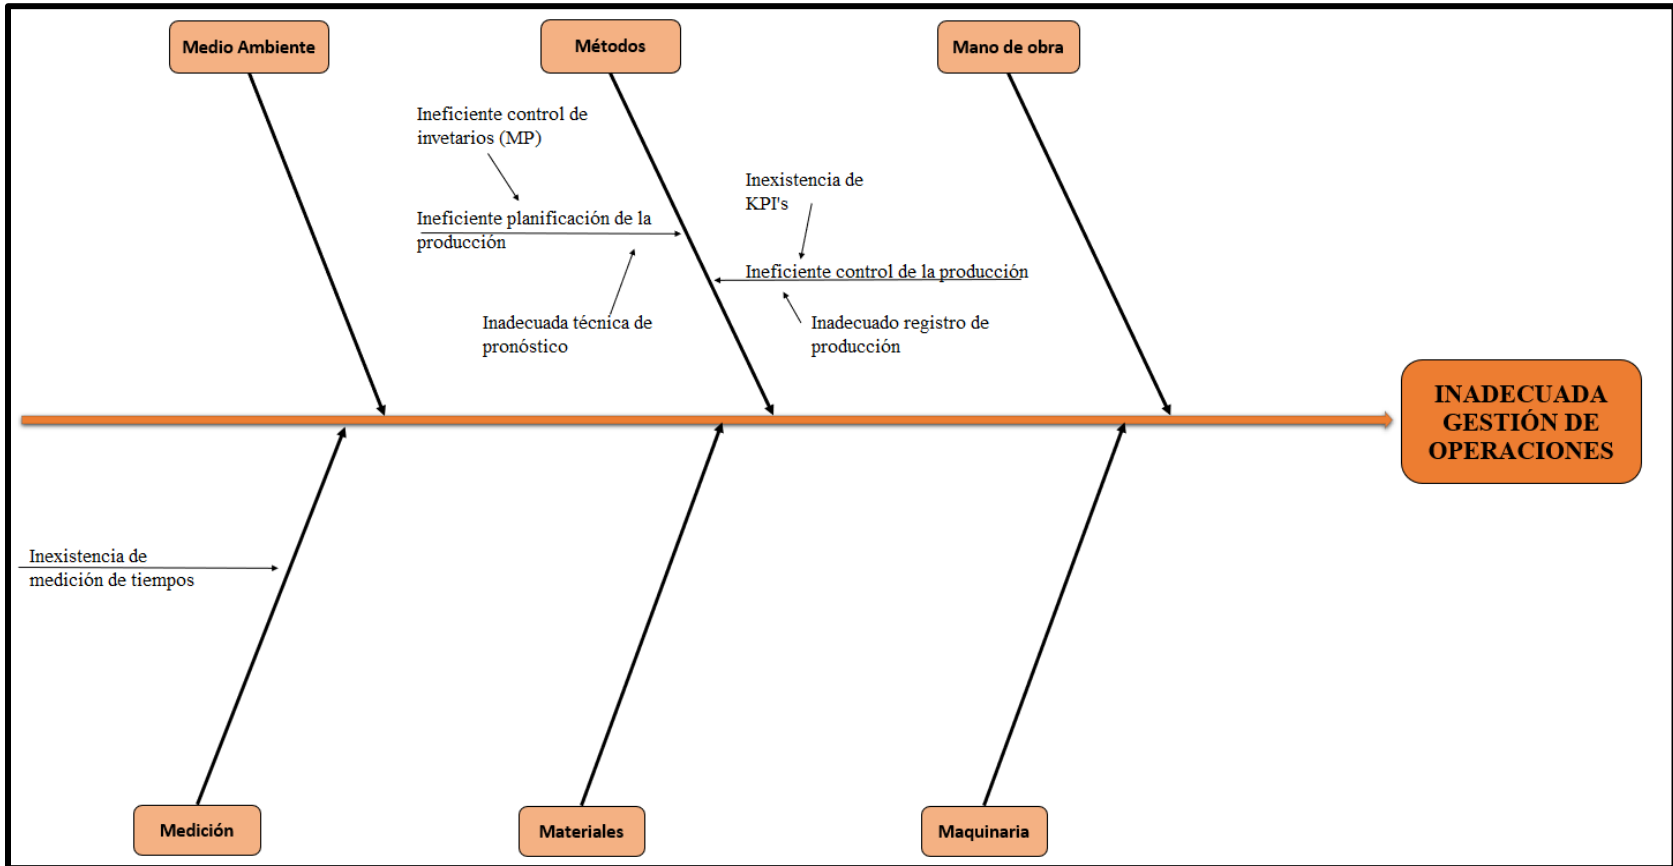 Medio Ambiente
Métodos
Mano de obra
Ineficiente control de
invetarios (MP)
Inexistencia de
KPI's
Ineficiente planificación de la
producción
Ineficiente control de la producción
Inadecuada técnica de
pronóstico
Inadecuado registro de
producción
INADECUADA
GESTIÓN DE
OPERACIONES
Inexistencia de
medición de tiempos
Medición
Materiales
Maquinaria